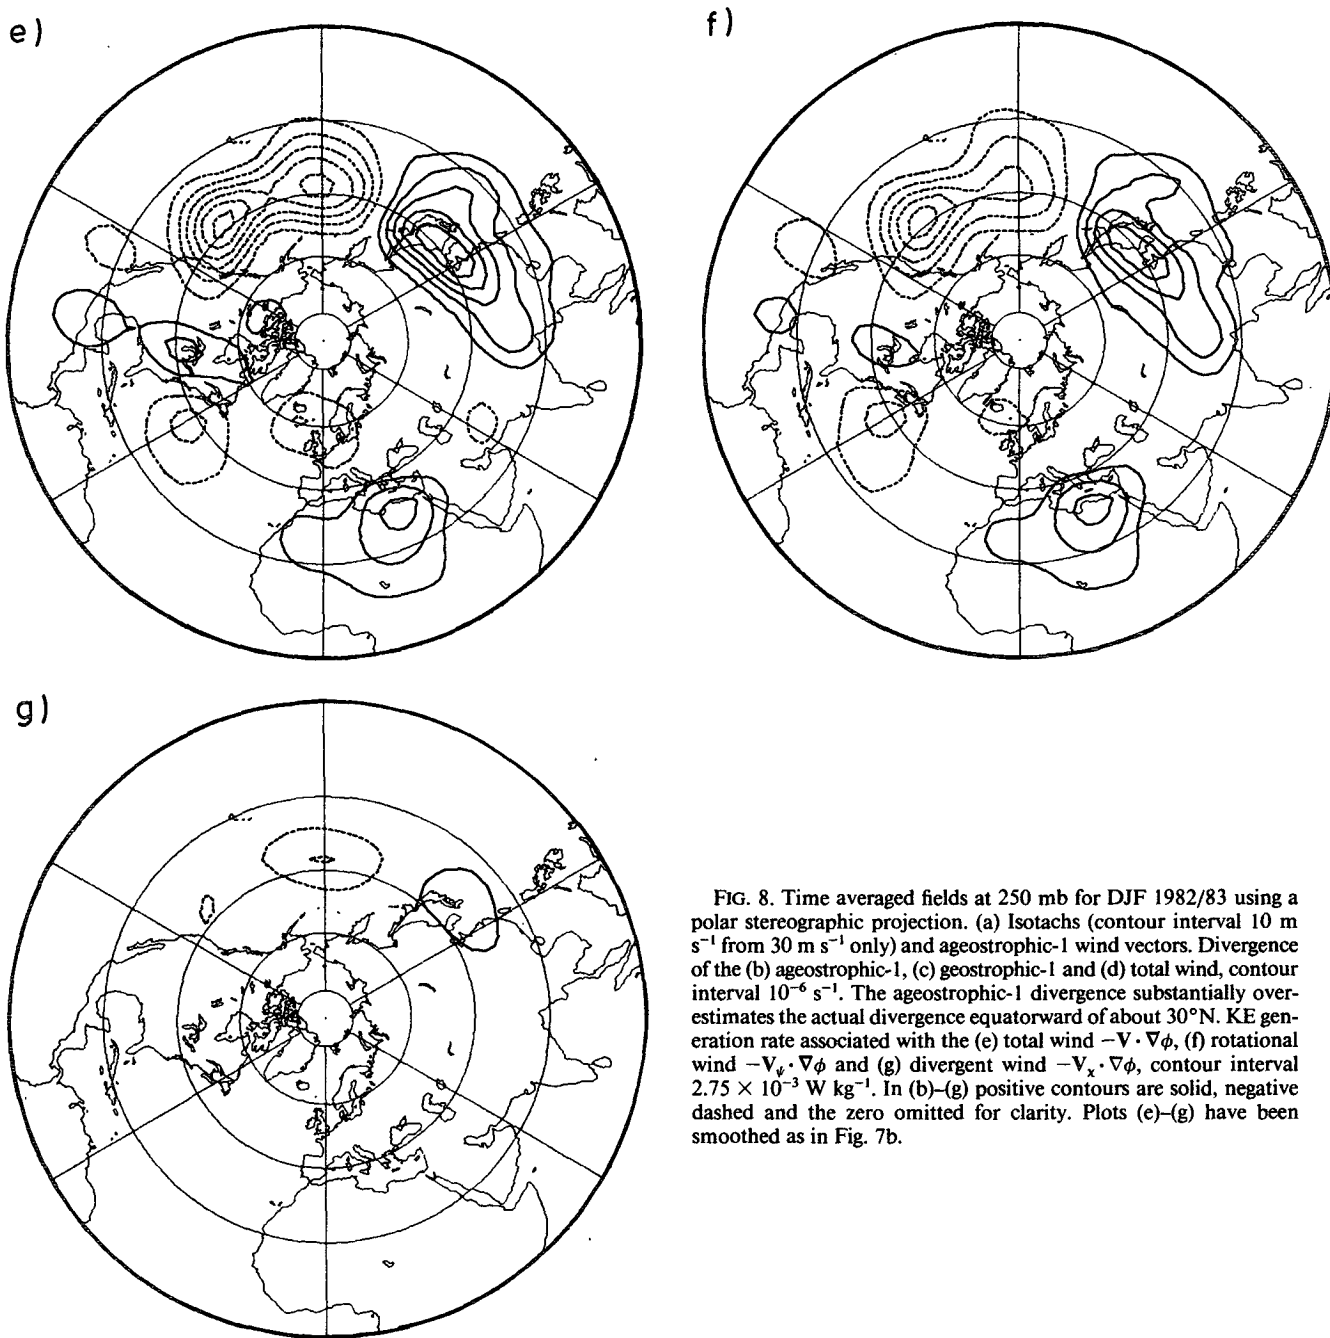 e)
f)
g)
FIG. 8. Time averaged fields at 250 mb for DJF 1982/83 using a
polar stereographic projection. (a) Isotachs (contour interval 10 m
s⁻¹ from 30 m s⁻¹ only) and ageostrophic-1 wind vectors. Divergence
of the (b) ageostrophic-1, (c) geostrophic-1 and (d) total wind, contour
interval 10⁻⁶ s⁻¹. The ageostrophic-1 divergence substantially over-
estimates the actual divergence equatorward of about 30°N. KE gen-
eration rate associated with the (e) total wind −V · ∇ϕ, (f) rotational
wind −V_ψ · ∇ϕ and (g) divergent wind −V_χ · ∇ϕ, contour interval
2.75 × 10⁻³ W kg⁻¹. In (b)–(g) positive contours are solid, negative
dashed and the zero omitted for clarity. Plots (e)–(g) have been
smoothed as in Fig. 7b.